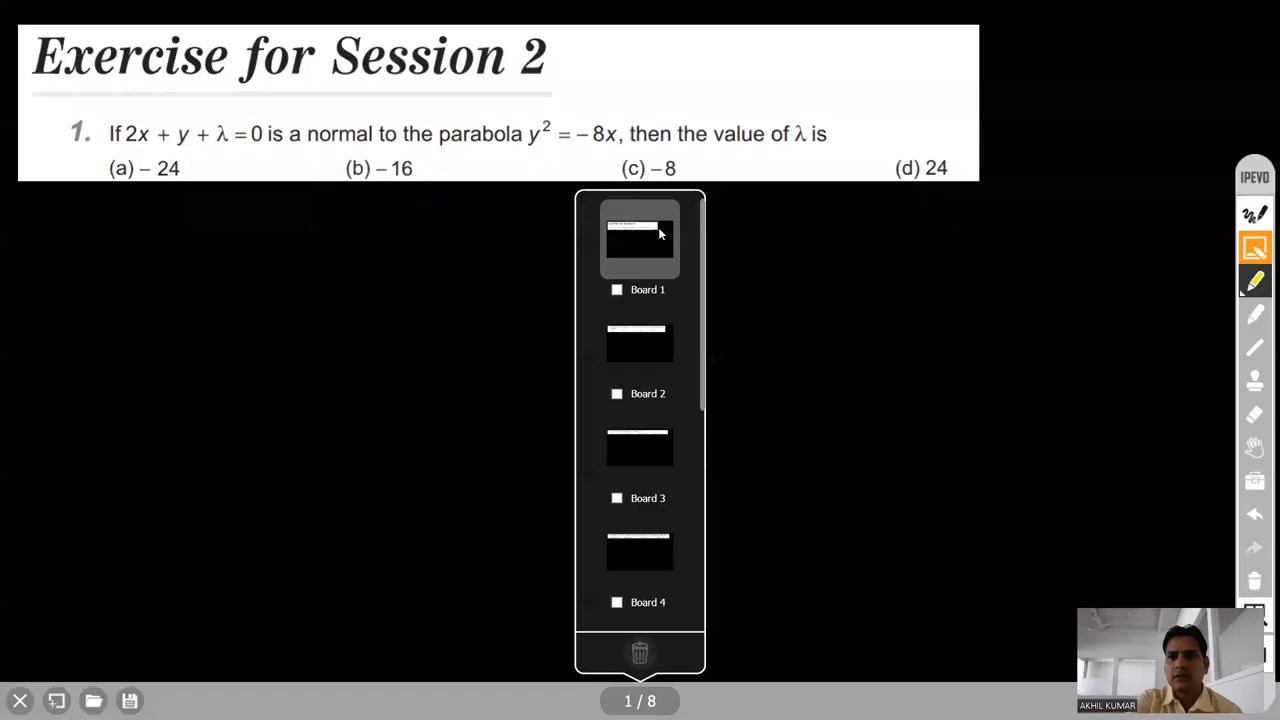 Exercise for Session 2
1. If 2x + y + λ = 0 is a normal to the parabola y² = – 8x, then the value of λ is
(a) – 24 (b) – 16 (c) – 8 (d) 24
IPEVO
Board 1
Board 2
Board 3
Board 4
1 / 8
AKHIL KUMAR